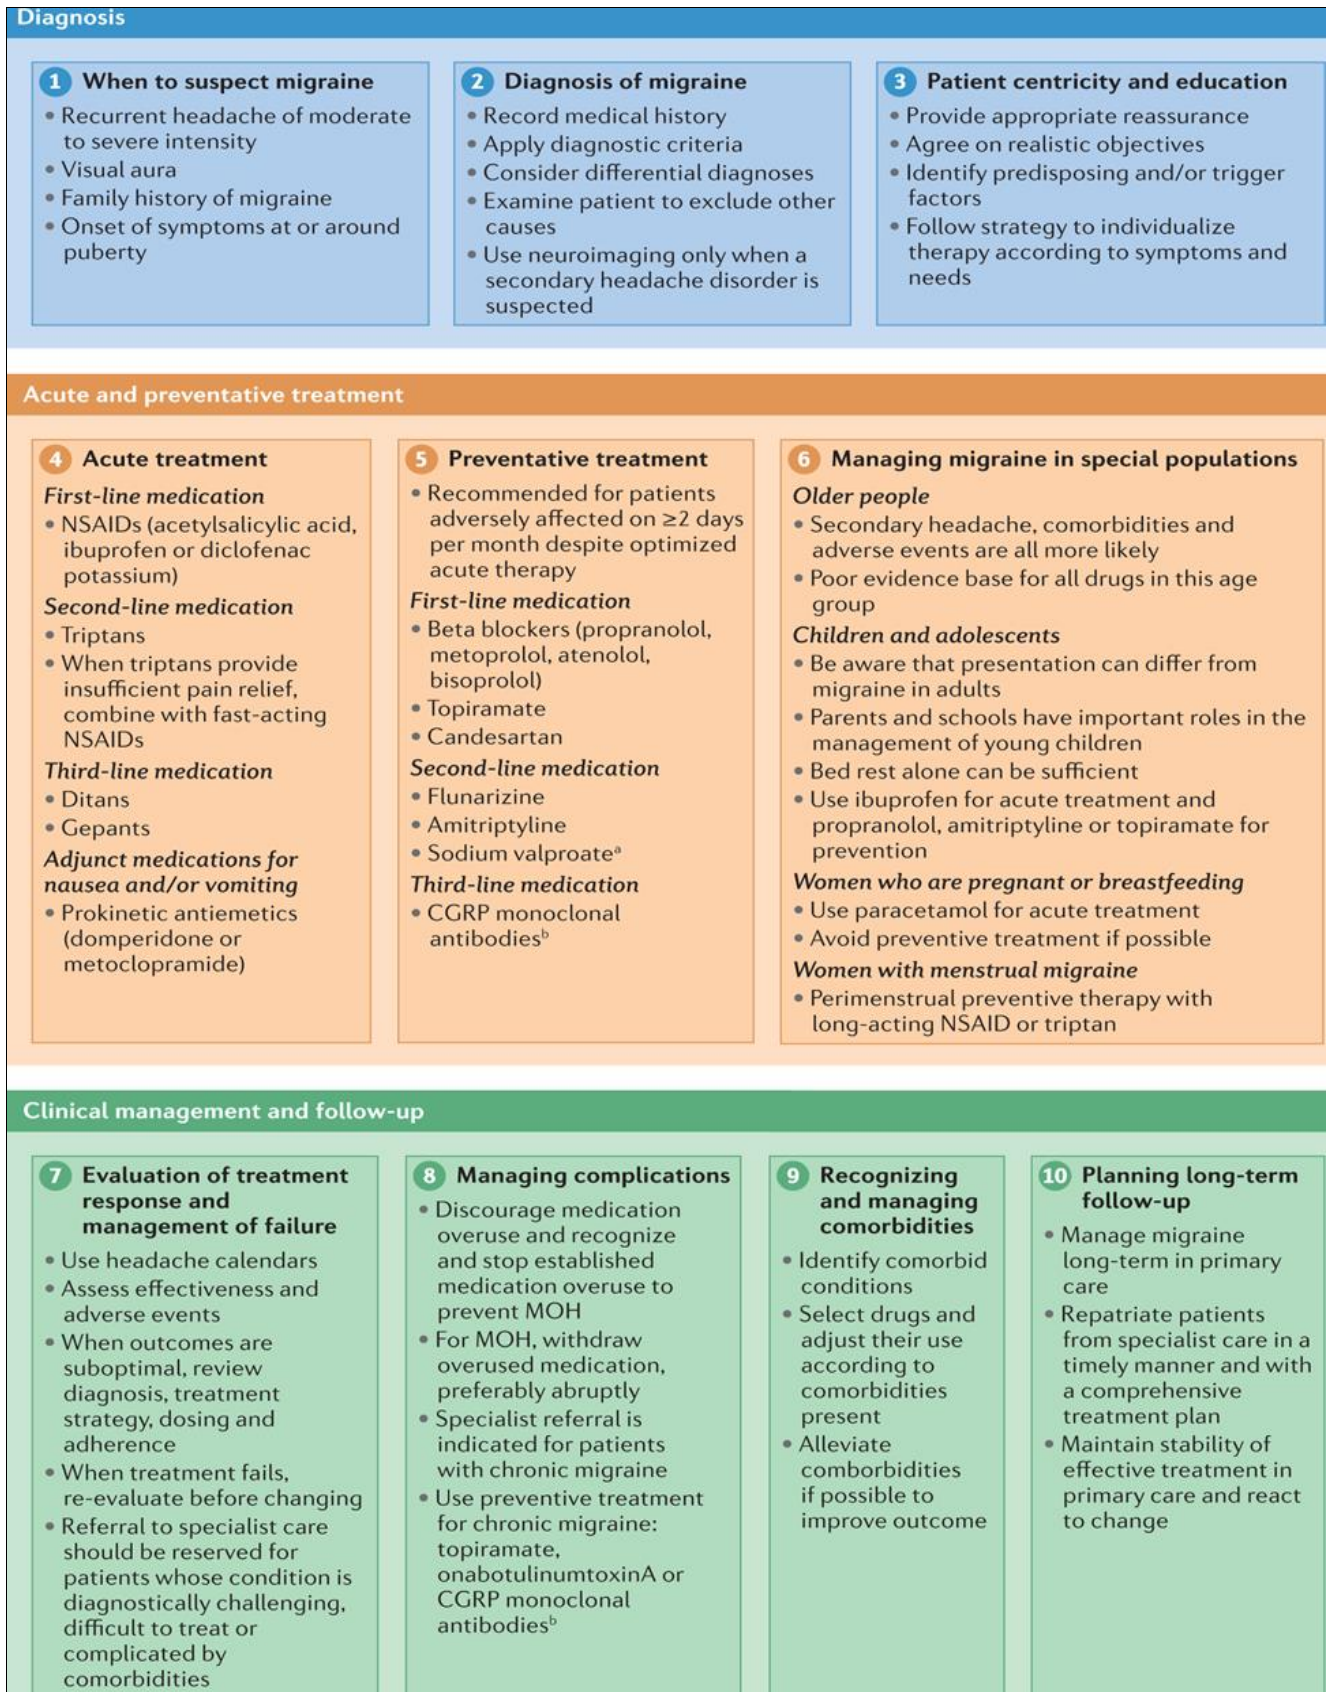 Diagnosis
1 When to suspect migraine
• Recurrent headache of moderate
to severe intensity
• Visual aura
• Family history of migraine
• Onset of symptoms at or around
puberty
2 Diagnosis of migraine
• Record medical history
• Apply diagnostic criteria
• Consider differential diagnoses
• Examine patient to exclude other
causes
• Use neuroimaging only when a
secondary headache disorder is
suspected
3 Patient centricity and education
• Provide appropriate reassurance
• Agree on realistic objectives
• Identify predisposing and/or trigger
factors
• Follow strategy to individualize
therapy according to symptoms and
needs
Acute and preventative treatment
4 Acute treatment
First-line medication
• NSAIDs (acetylsalicylic acid,
ibuprofen or diclofenac
potassium)
Second-line medication
• Triptans
• When triptans provide
insufficient pain relief,
combine with fast-acting
NSAIDs
Third-line medication
• Ditans
• Gepants
Adjunct medications for
nausea and/or vomiting
• Prokinetic antiemetics
(domperidone or
metoclopramide)
5 Preventative treatment
• Recommended for patients
adversely affected on ≥2 days
per month despite optimized
acute therapy
First-line medication
• Beta blockers (propranolol,
metoprolol, atenolol,
bisoprolol)
• Topiramate
• Candesartan
Second-line medication
• Flunarizine
• Amitriptyline
• Sodium valproateᵃ
Third-line medication
• CGRP monoclonal
antibodiesᵇ
6 Managing migraine in special populations
Older people
• Secondary headache, comorbidities and
adverse events are all more likely
• Poor evidence base for all drugs in this age
group
Children and adolescents
• Be aware that presentation can differ from
migraine in adults
• Parents and schools have important roles in the
management of young children
• Bed rest alone can be sufficient
• Use ibuprofen for acute treatment and
propranolol, amitriptyline or topiramate for
prevention
Women who are pregnant or breastfeeding
• Use paracetamol for acute treatment
• Avoid preventive treatment if possible
Women with menstrual migraine
• Perimenstrual preventive therapy with
long-acting NSAID or triptan
Clinical management and follow-up
7 Evaluation of treatment
response and
management of failure
• Use headache calendars
• Assess effectiveness and
adverse events
• When outcomes are
suboptimal, review
diagnosis, treatment
strategy, dosing and
adherence
• When treatment fails,
re-evaluate before changing
• Referral to specialist care
should be reserved for
patients whose condition is
diagnostically challenging,
difficult to treat or
complicated by
comorbidities
8 Managing complications
• Discourage medication
overuse and recognize
and stop established
medication overuse to
prevent MOH
• For MOH, withdraw
overused medication,
preferably abruptly
• Specialist referral is
indicated for patients
with chronic migraine
• Use preventive treatment
for chronic migraine:
topiramate,
onabotulinumtoxinA or
CGRP monoclonal
antibodiesᵇ
9 Recognizing
and managing
comorbidities
• Identify comorbid
conditions
• Select drugs and
adjust their use
according to
comorbidities
present
• Alleviate
comborbidities
if possible to
improve outcome
10 Planning long-term
follow-up
• Manage migraine
long-term in primary
care
• Repatriate patients
from specialist care in a
timely manner and with
a comprehensive
treatment plan
• Maintain stability of
effective treatment in
primary care and react
to change